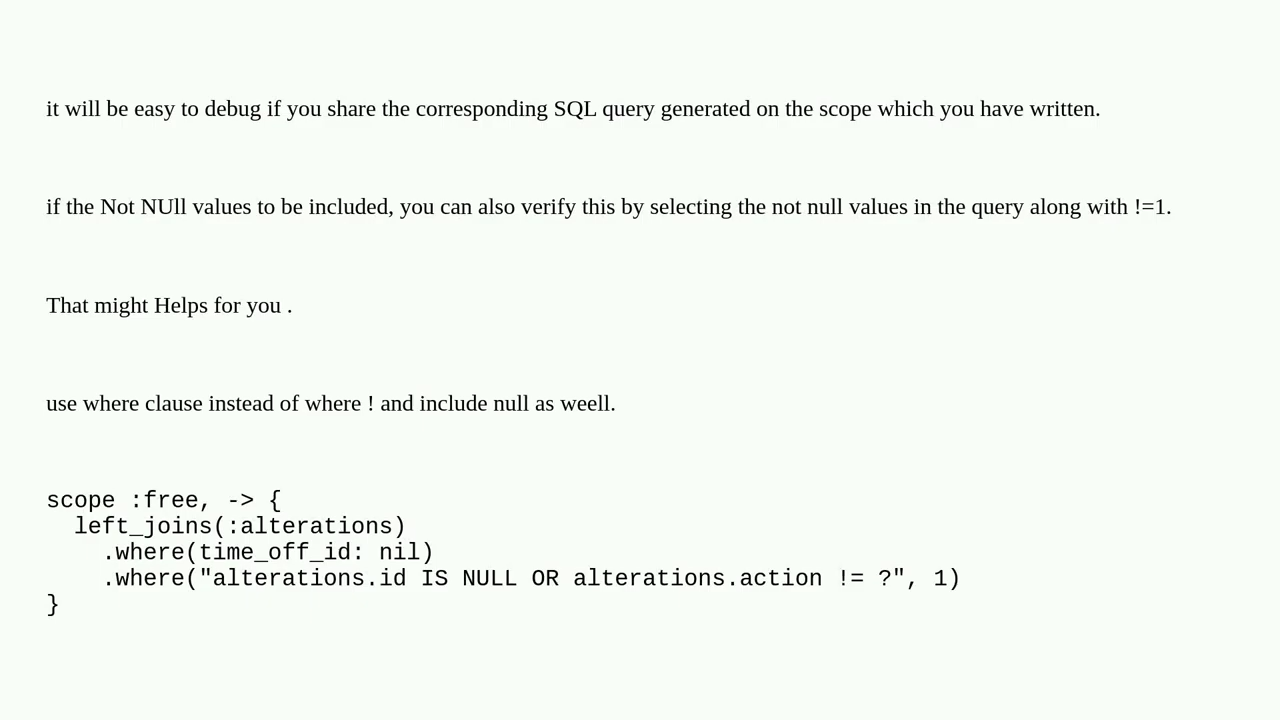 it will be easy to debug if you share the corresponding SQL query generated on the scope which you have written.
if the Not NUll values to be included, you can also verify this by selecting the not null values in the query along with !=1.
That might Helps for you .
use where clause instead of where ! and include null as weell.
scope :free, -> {
  left_joins(:alterations)
    .where(time_off_id: nil)
    .where("alterations.id IS NULL OR alterations.action != ?", 1)
}